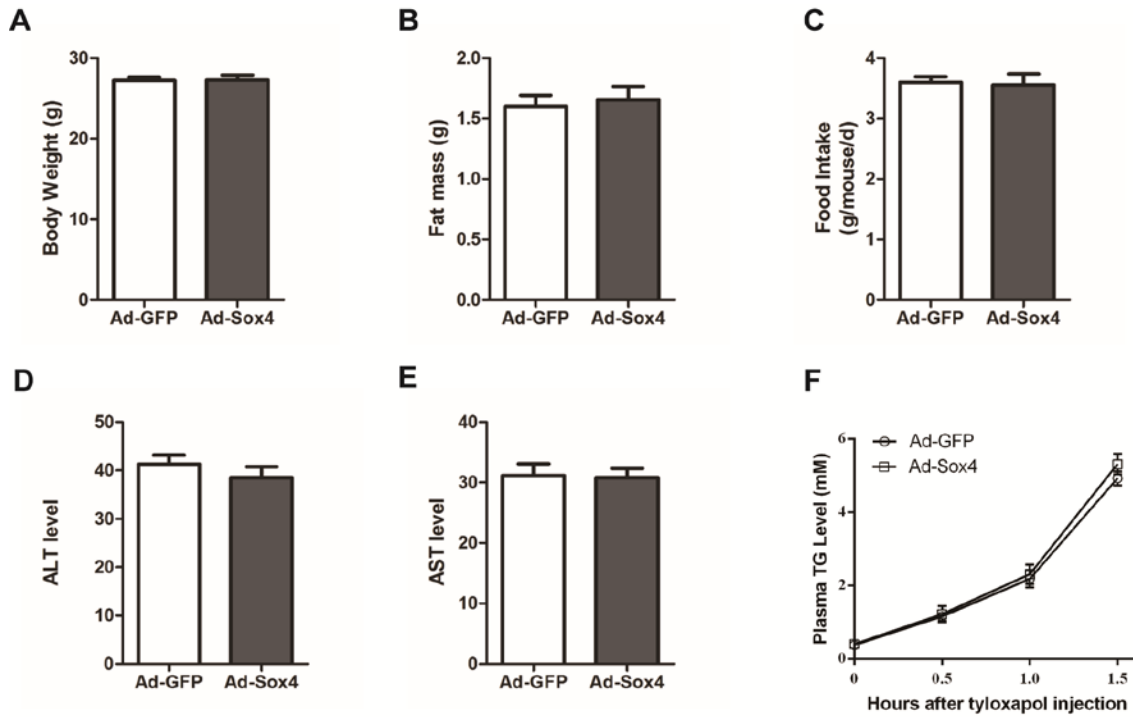 A
Body Weight (g)
30
20
10
0
Ad-GFP Ad-Sox4
B
Fat mass (g)
2.0
1.5
1.0
0.5
0.0
Ad-GFP Ad-Sox4
C
Food Intake
(g/mouse/d)
4
3
2
1
0
Ad-GFP Ad-Sox4
D
ALT level
50
40
30
20
10
0
Ad-GFP Ad-Sox4
E
AST level
40
30
20
10
0
Ad-GFP Ad-Sox4
F
Plasma TG Level (mM)
6
4
2
0
Ad-GFP
Ad-Sox4
0 0.5 1.0 1.5
Hours after tyloxapol injection